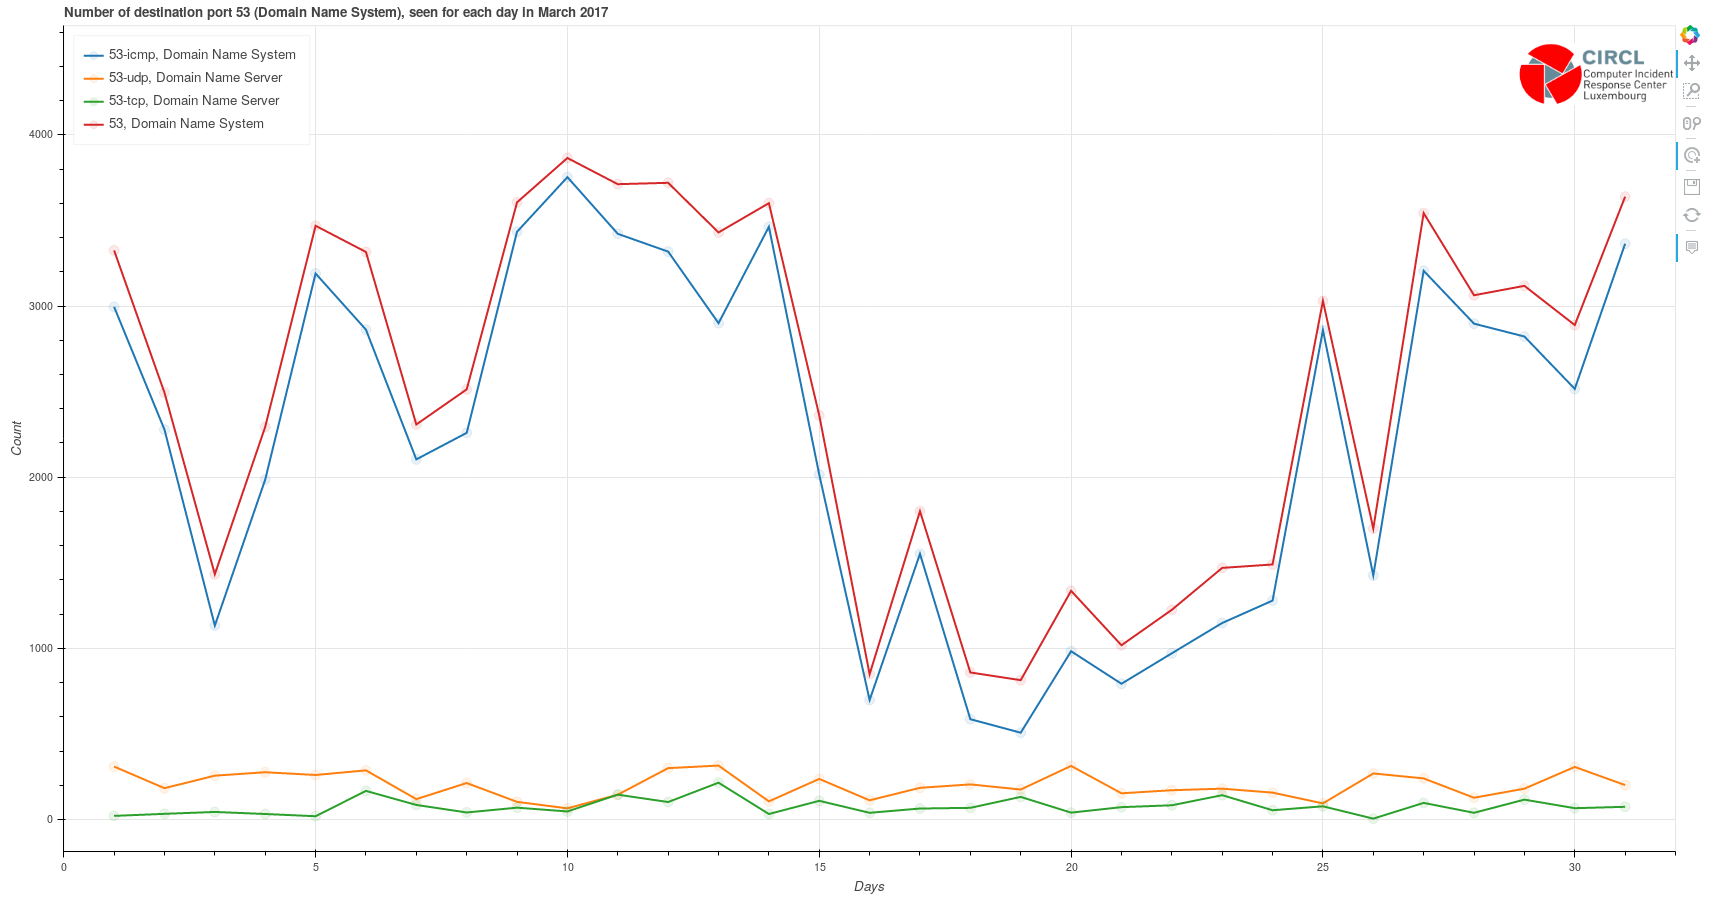 Number of destination port 53 (Domain Name System), seen for each day in March 2017
53-icmp, Domain Name System
53-udp, Domain Name Server
53-tcp, Domain Name Server
53, Domain Name System
CIRCL
Computer Incident
Response Center
Luxembourg
4000
3000
2000
1000
0
Count
0 5 10 15 20 25 30
Days